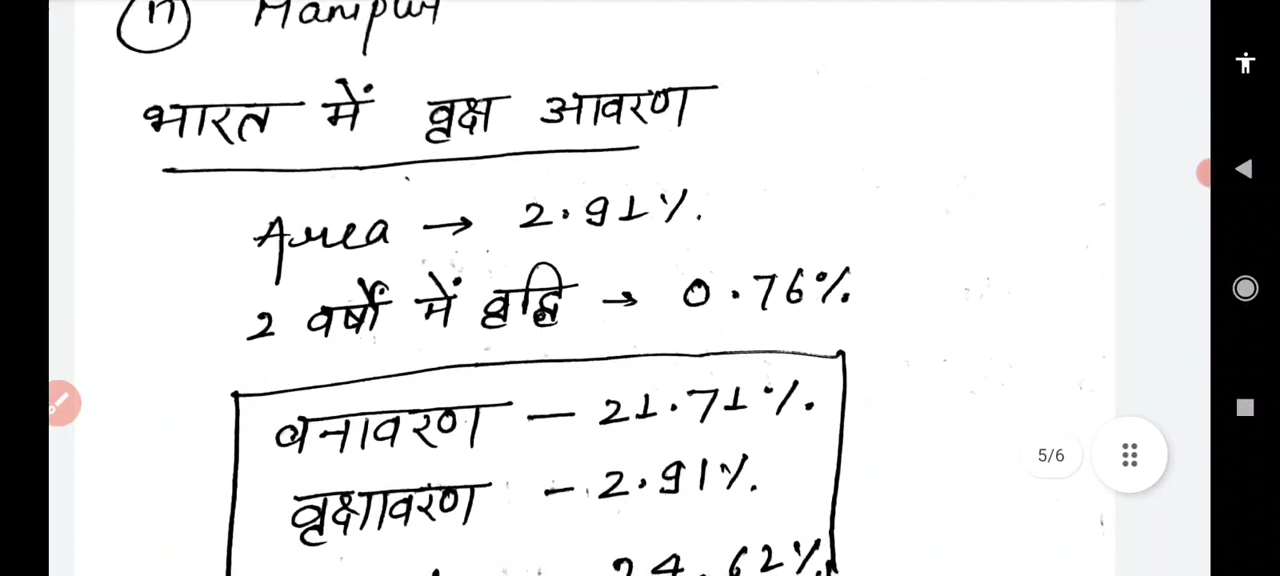 (ii) Manipur
भारत में वृक्ष आवरण
Area → 2.91%.
2 वर्षों में वृद्धि → 0.76%.
वनावरण – 21.71%.
वृक्षावरण – 2.91%.
24.62%.
5/6